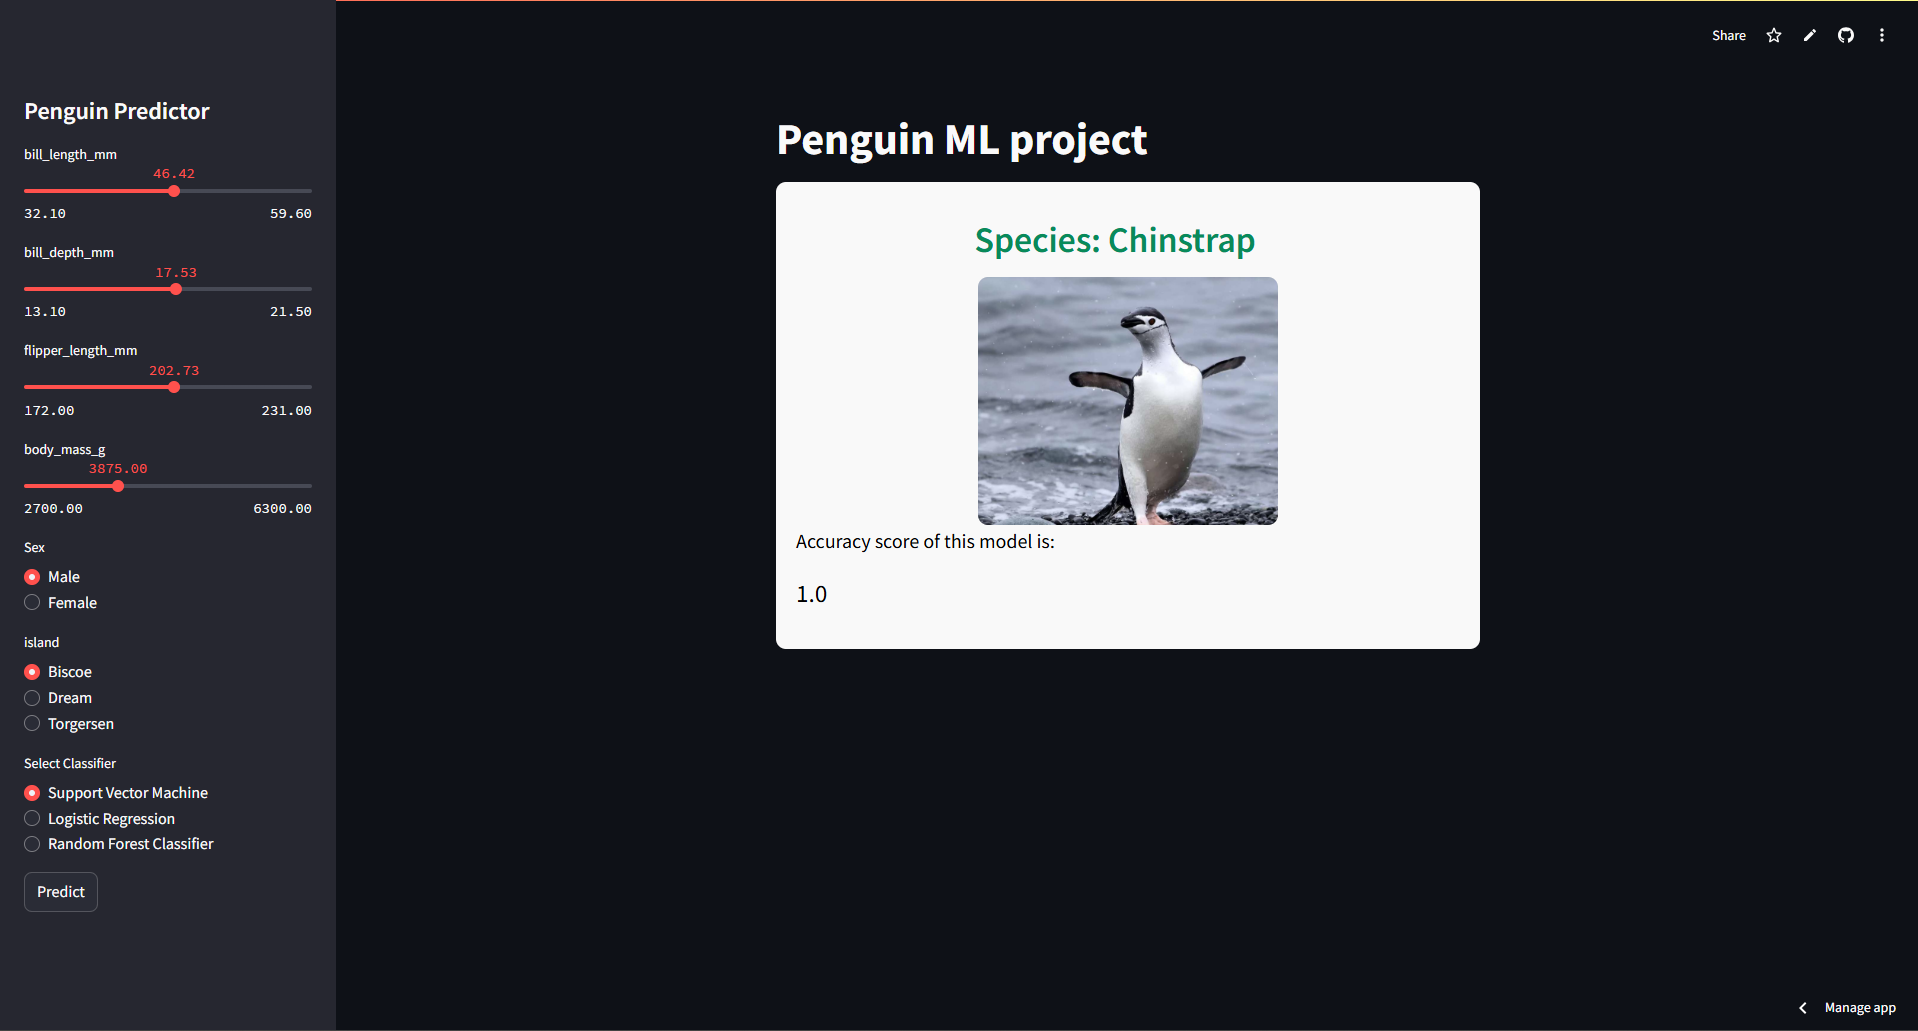 Share
Penguin Predictor
bill_length_mm
46.42
32.10 59.60
bill_depth_mm
17.53
13.10 21.50
flipper_length_mm
202.73
172.00 231.00
body_mass_g
3875.00
2700.00 6300.00
Sex
Male
Female
island
Biscoe
Dream
Torgersen
Select Classifier
Support Vector Machine
Logistic Regression
Random Forest Classifier
Predict
Penguin ML project
Species: Chinstrap
Accuracy score of this model is:
1.0
Manage app